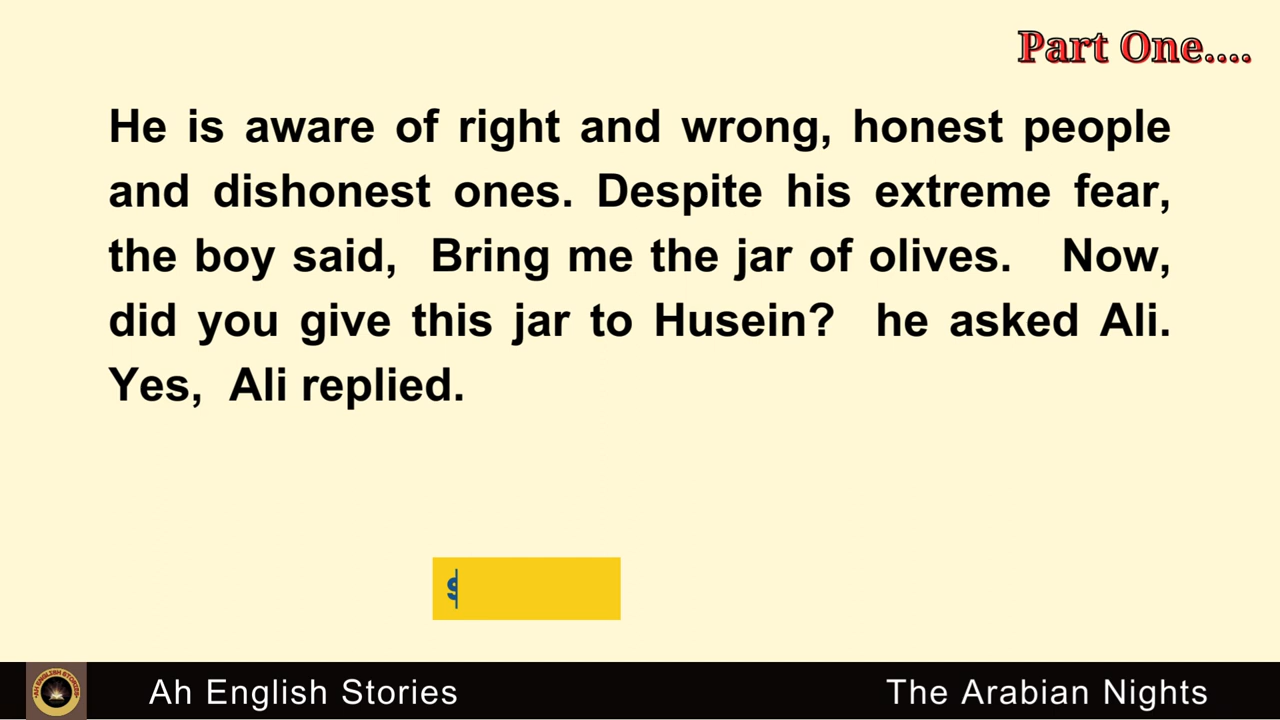 Part One....
He is aware of right and wrong, honest people
and dishonest ones. Despite his extreme fear,
the boy said, Bring me the jar of olives. Now,
did you give this jar to Husein? he asked Ali.
Yes, Ali replied.
Ah English Stories
The Arabian Nights